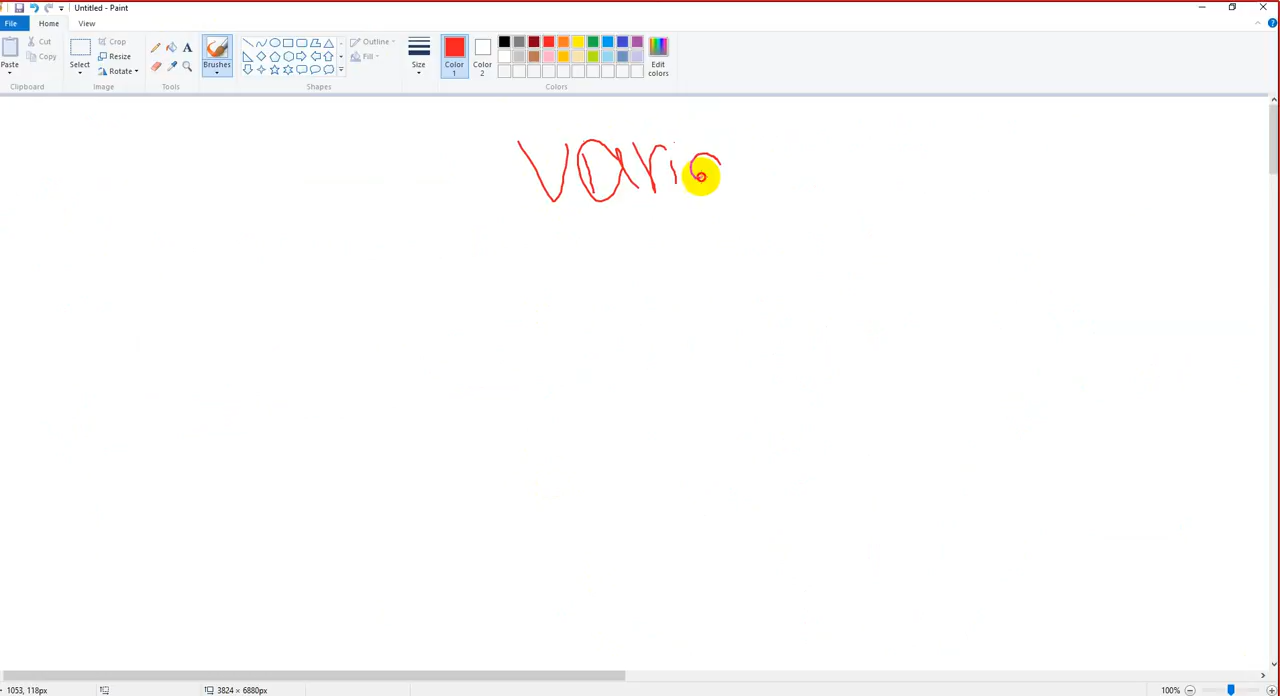 Untitled - Paint
File Home View
Paste Cut Copy Clipboard
Select Crop Resize Rotate Image
Tools A
Brushes
Shapes Outline Fill
Size
Color 1 Color 2 Edit colors Colors
vario
1053, 118px 3824 × 6880px 100%